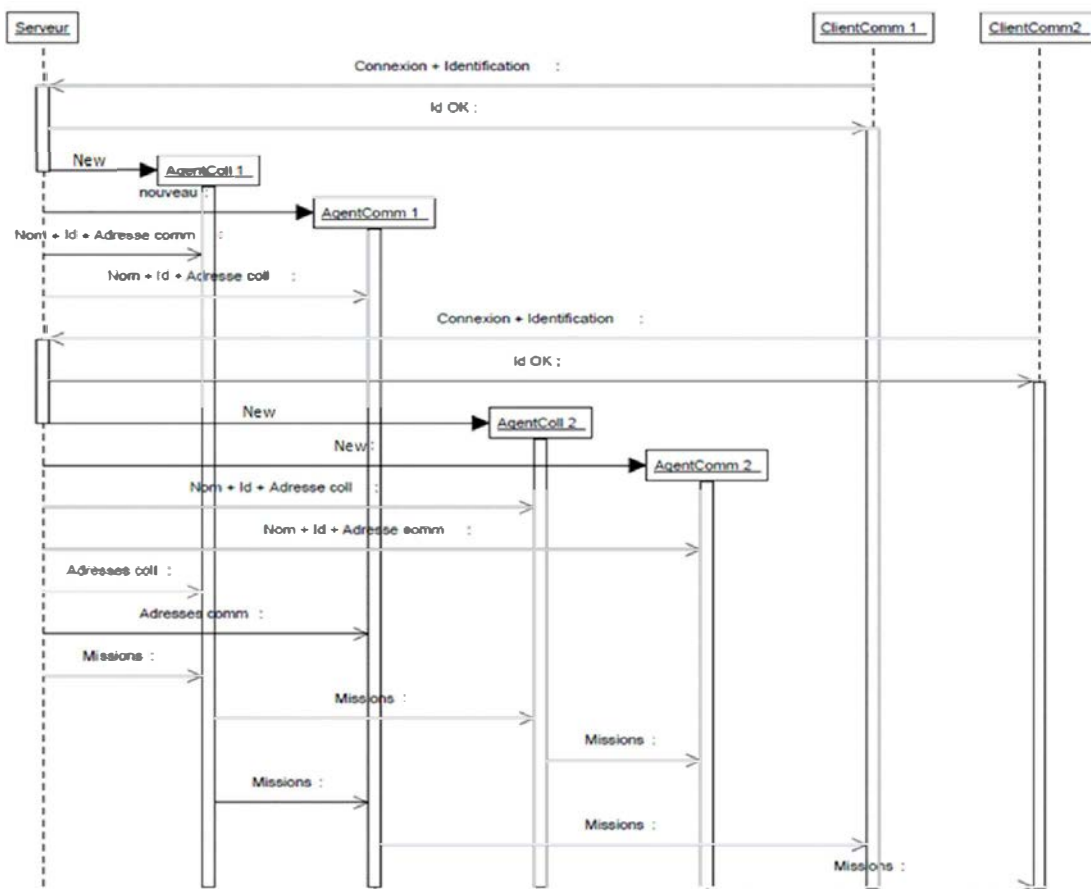 Serveur
ClientComm 1
ClientComm2
Connexion + Identification :
Id OK :
New
AgentColl 1
nouveau :
AgentComm 1
Nom + Id + Adresse comm :
Nom + Id + Adresse coll :
Connexion + Identification :
Id OK :
New
AgentColl 2
New :
AgentComm 2
Nom + Id + Adresse coll :
Nom + Id + Adresse comm :
Adresses coll :
Adresses comm :
Missions :
Missions :
Missions :
Missions :
Missions :
Missions :